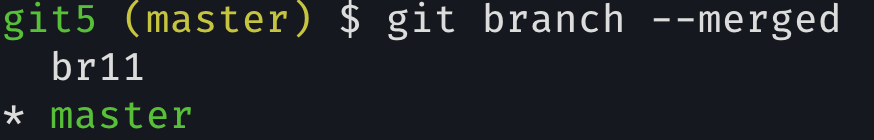 git5 (master) $ git branch --merged
  br11
* master